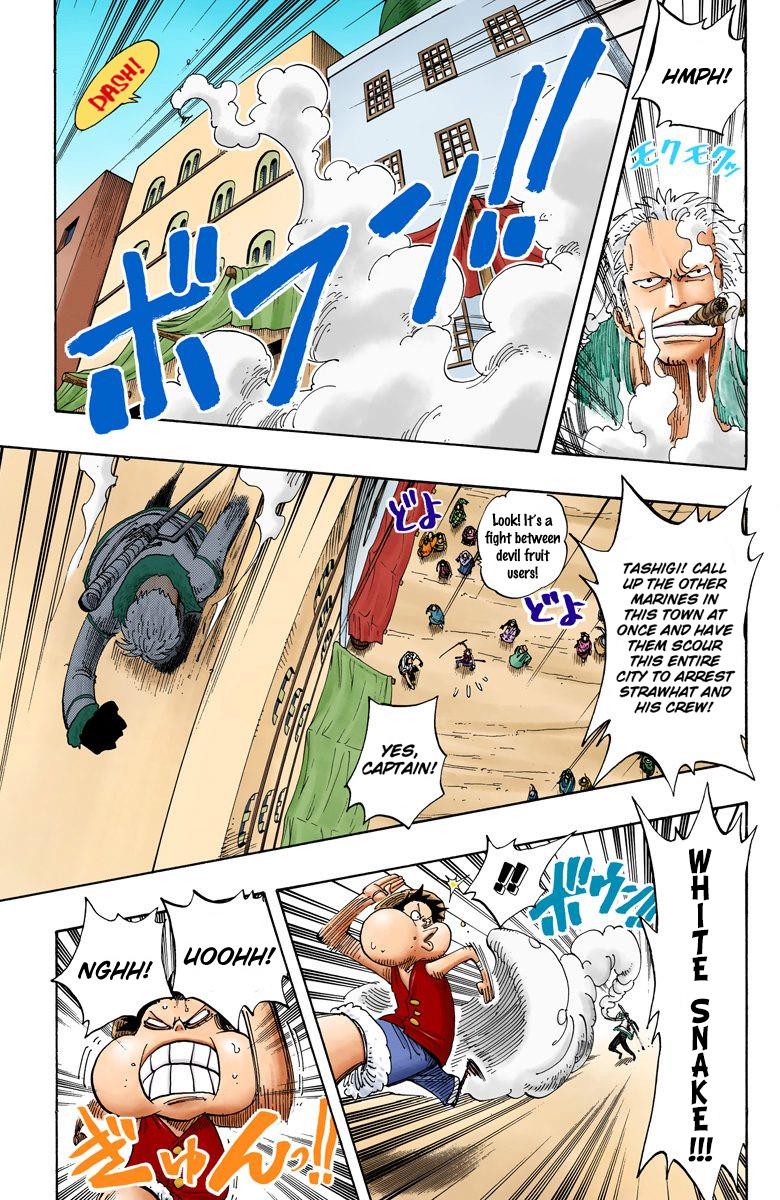 HMPH!
モクモクッ
DASH!
ボフン!!
TASHIGI! CALL
UP THE OTHER
MARINES IN
THIS TOWN AT
ONCE AND HAVE
THEM SCOUR
THIS ENTIRE
CITY TO ARREST
STRAWHAT AND
HIS CREW!
Look! It's a
fight between
devil fruit
users!
どよ
どよ
YES,
CAPTAIN!
WHITE SNAKE!!!
ボウン!!
!!
UOOHH!
NGHH!
ぎゅんっ!!